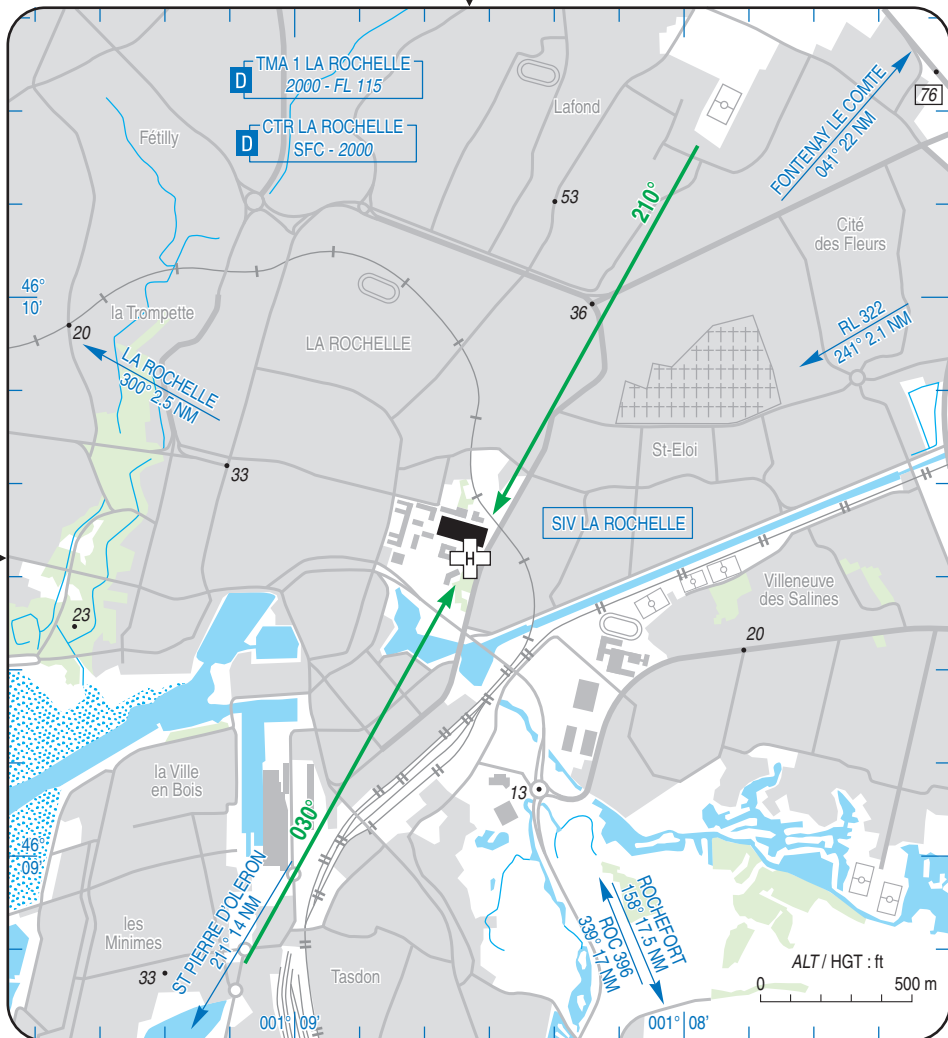 D
TMA 1 LA ROCHELLE
2000 - FL 115
D
CTR LA ROCHELLE
SFC - 2000
Fétilly
Lafond
FONTENAY LE COMTE
041° 22 NM
76
53
210°
Cité
des Fleurs
46°
10'
la Trompette
20
LA ROCHELLE
36
RL 322
241° 2.1 NM
LA ROCHELLE
300° 2.5 NM
33
St-Eloi
SIV LA ROCHELLE
H
Villeneuve
des Salines
23
20
la Ville
en Bois
13
030°
46
09'
ST PIERRE D'OLERON
211° 14 NM
ROCHEFORT
158° 17.5 NM
ROC 396
339° 17 NM
les
Minimes
33
Tasdon
ALT / HGT : ft
0 500 m
001° 09'
001° 08'